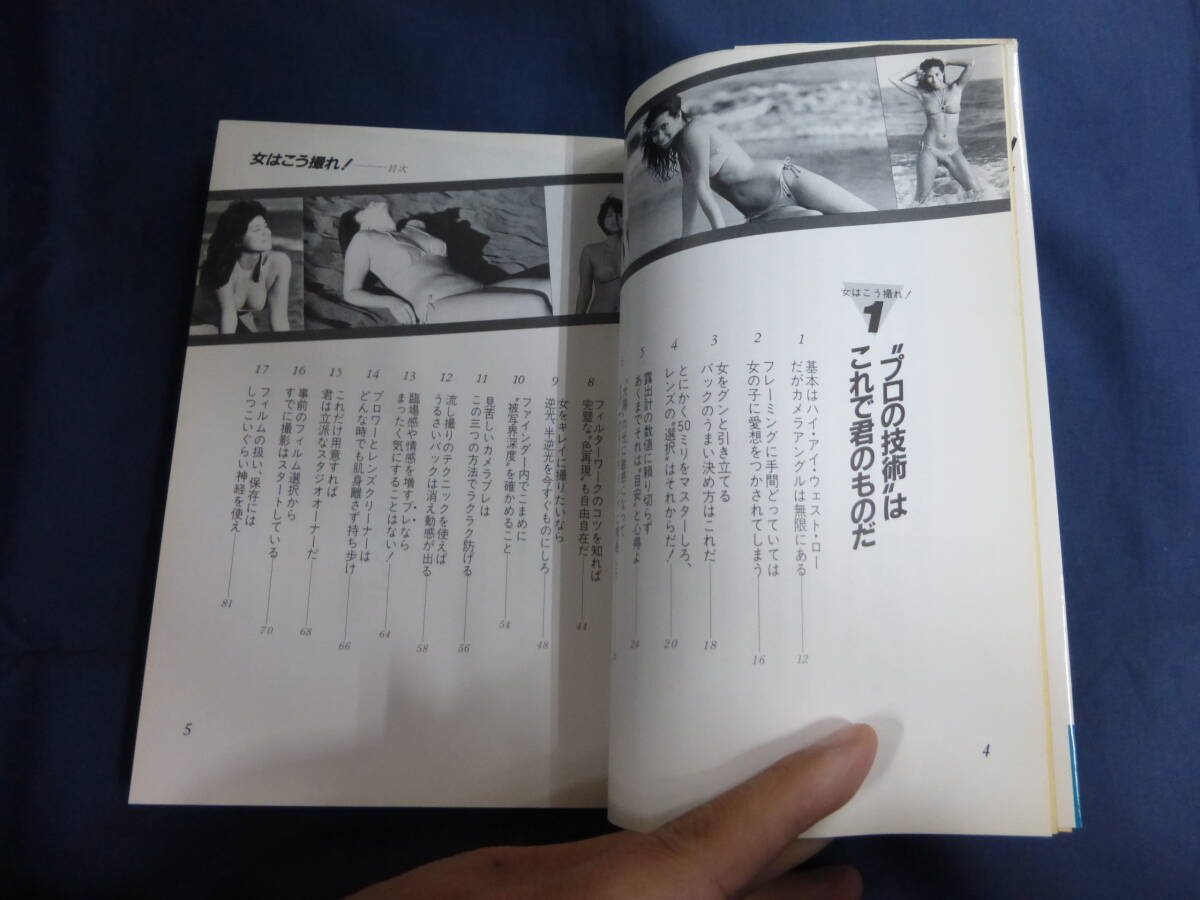 女はこう撮れ!
1
"プロの技術"は
これで君のものだ
1
基本はハイ・アイ・ウェスト・ロー
だがカメラアングルは無限にある
12
2
フレーミングに手間どっていては
女の子に愛想をつかされてしまう
16
3
女をグンと引き立てる
バックのうまい決め方はこれだ
18
4
とにかく50ミリをマスターしろ、
レンズの"選択"はそれからだ!
20
5
露出計の数値に頼り切らず
あくまでそれは"目安"と心得よ
24
4
女はこう撮れ!
目次
8
フィルターワークのコツを知れば
完璧な"色再現"も自由自在だ
44
9
女をキレイに撮りたいなら
逆光、半逆光を今すぐものにしろ
48
10
ファインダー内でこまめに
"被写界深度"を確かめること
54
11
見苦しいカメラブレは
この三つの方法でラクラク防げる
56
12
流し撮りのテクニックを使えば
うるさいバックは消え動感が出る
58
13
臨場感や情感を増すブレなら
まったく気にすることはない!
64
14
ブロワーとレンズクリーナーは
どんな時でも肌身離さず持ち歩け
66
15
これだけ用意すれば
君は立派なスタジオオーナーだ
68
16
事前のフィルム選択から
すでに撮影はスタートしている
70
17
フィルムの扱い、保存には
しつこいぐらい神経を使え
81
5